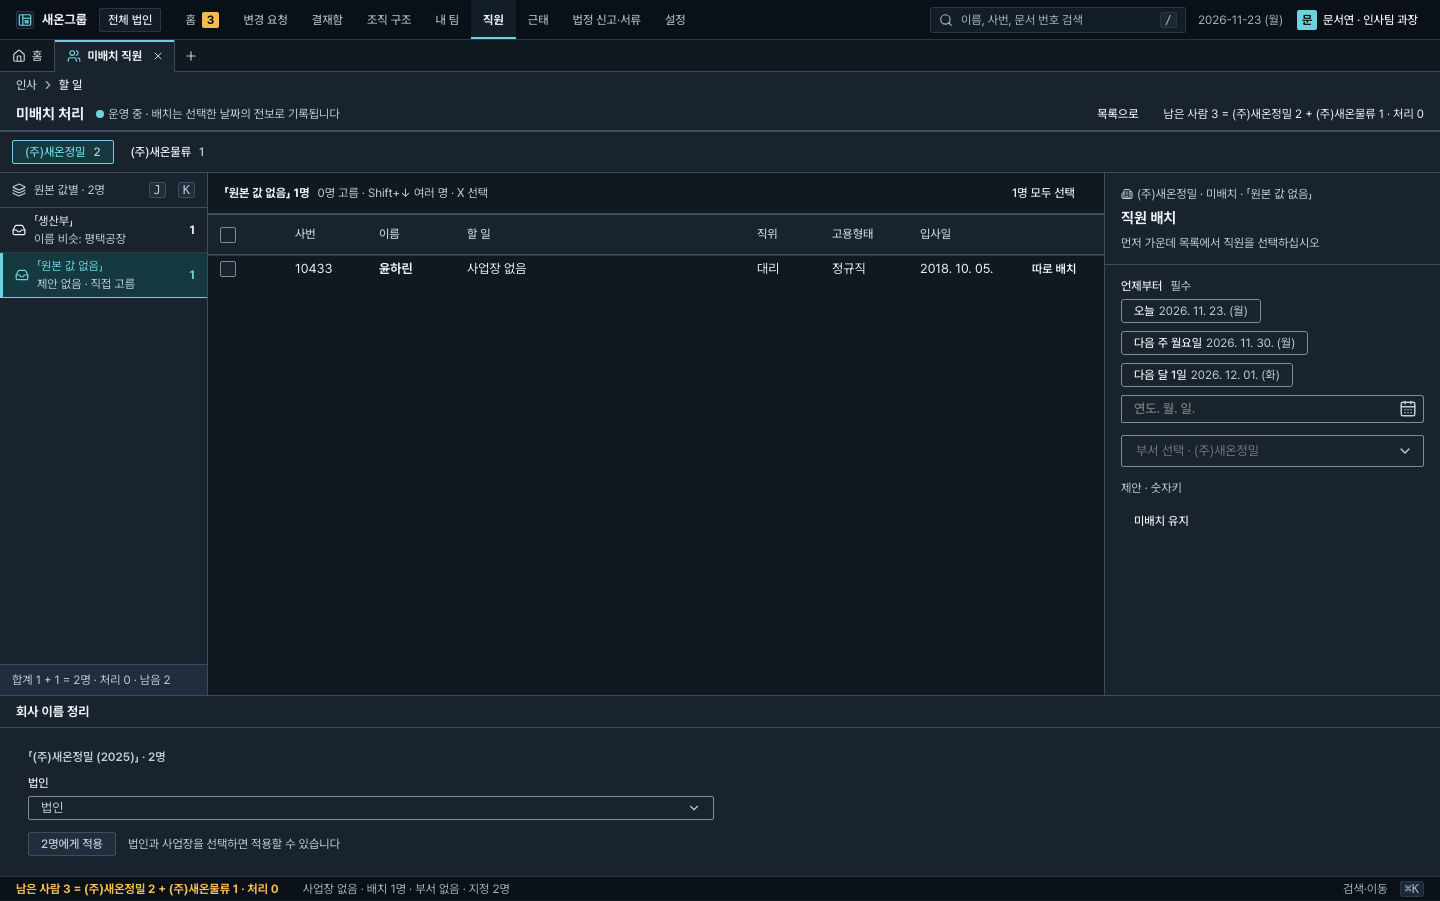 새온그룹 전체 법인 홈 3 변경 요청 결재함 조직 구조 내 팀 직원 근태 법정 신고·서류 설정 이름, 사번, 문서 번호 검색 / 2026-11-23 (월) 문 문서연 · 인사팀 과장
홈 미배치 직원
인사 > 할 일
미배치 처리 운영 중 · 배치는 선택한 날짜의 전보로 기록됩니다 목록으로 남은 사람 3 = (주)새온정밀 2 + (주)새온물류 1 · 처리 0
(주)새온정밀 2 (주)새온물류 1
원본 값별 · 2명 J K
「생산부」 1
이름 비슷: 평택공장
「원본 값 없음」 1
제안 없음 · 직접 고름
합계 1 + 1 = 2명 · 처리 0 · 남음 2
「원본 값 없음」 1명 0명 고름 · Shift+↓ 여러 명 · X 선택 1명 모두 선택
사번 이름 할 일 직위 고용형태 입사일
10433 윤하린 사업장 없음 대리 정규직 2018. 10. 05. 따로 배치
(주)새온정밀 · 미배치 · 「원본 값 없음」
직원 배치
먼저 가운데 목록에서 직원을 선택하십시오
언제부터 필수
오늘 2026. 11. 23. (월)
다음 주 월요일 2026. 11. 30. (월)
다음 달 1일 2026. 12. 01. (화)
연도. 월. 일.
부서 선택 · (주)새온정밀
제안 · 숫자키
미배치 유지
회사 이름 정리
「(주)새온정밀 (2025)」 · 2명
법인
법인
2명에게 적용 법인과 사업장을 선택하면 적용할 수 있습니다
남은 사람 3 = (주)새온정밀 2 + (주)새온물류 1 · 처리 0 사업장 없음 · 배치 1명 · 부서 없음 · 지정 2명 검색·이동 ⌘K